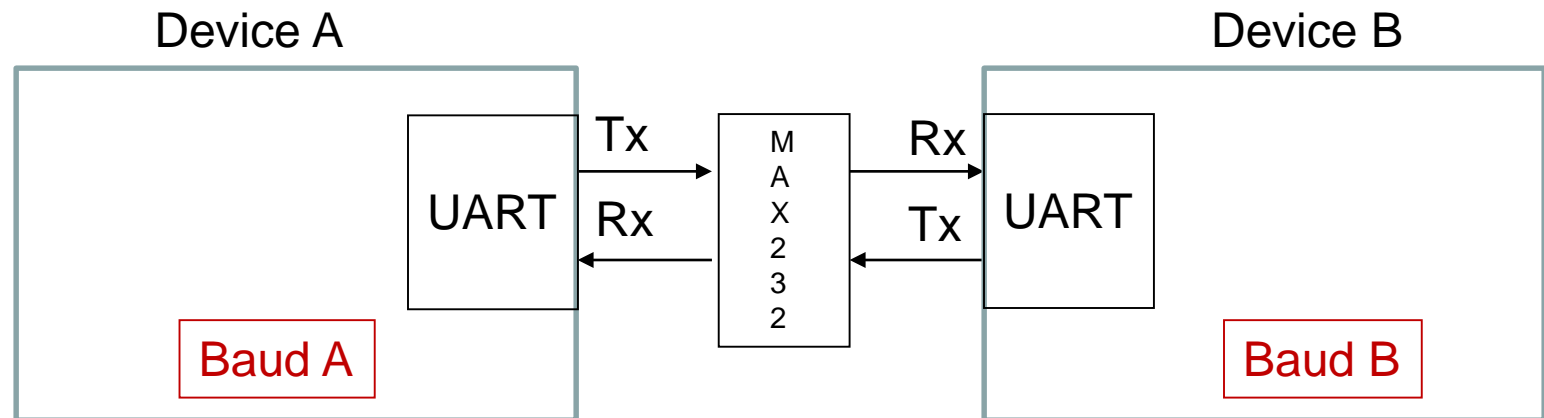 Device A
Device B
Tx
M
A
X
2
3
2
Rx
UART
Rx
Tx
UART
Baud A
Baud B